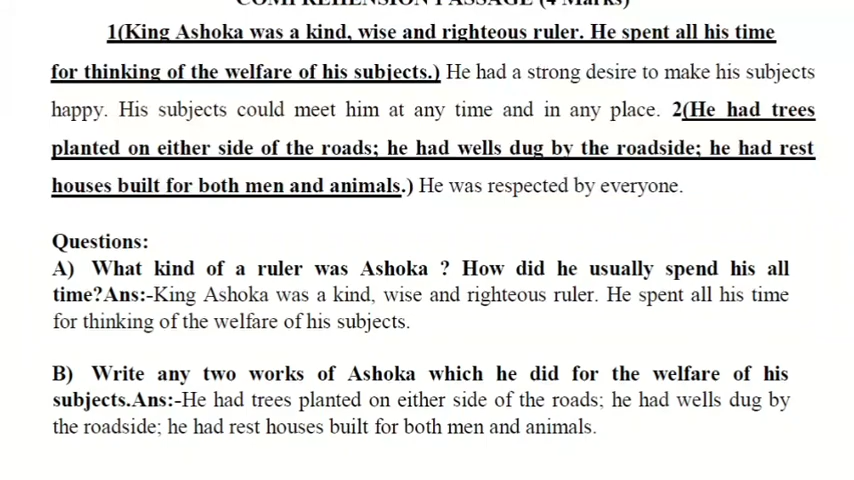 COMPREHENSION PASSAGE (4 Marks)
1(King Ashoka was a kind, wise and righteous ruler. He spent all his time
for thinking of the welfare of his subjects.) He had a strong desire to make his subjects
happy. His subjects could meet him at any time and in any place. 2(He had trees
planted on either side of the roads; he had wells dug by the roadside; he had rest
houses built for both men and animals.) He was respected by everyone.
Questions:
A) What kind of a ruler was Ashoka ? How did he usually spend his all
time?Ans:-King Ashoka was a kind, wise and righteous ruler. He spent all his time
for thinking of the welfare of his subjects.
B) Write any two works of Ashoka which he did for the welfare of his
subjects.Ans:-He had trees planted on either side of the roads; he had wells dug by
the roadside; he had rest houses built for both men and animals.